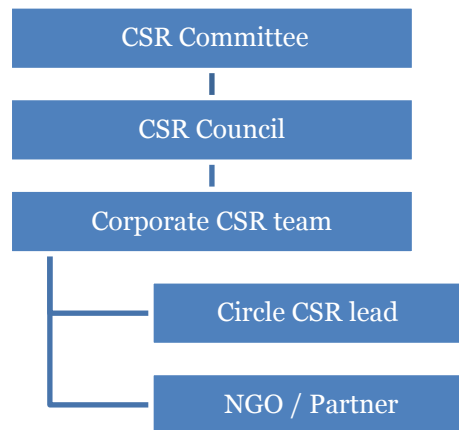 CSR Committee
CSR Council
Corporate CSR team
Circle CSR lead
NGO / Partner